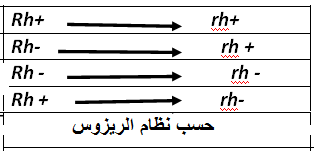 Rh+ → rh+
Rh- → rh +
Rh - → rh -
Rh + → rh-
حسب نظام الريزوس